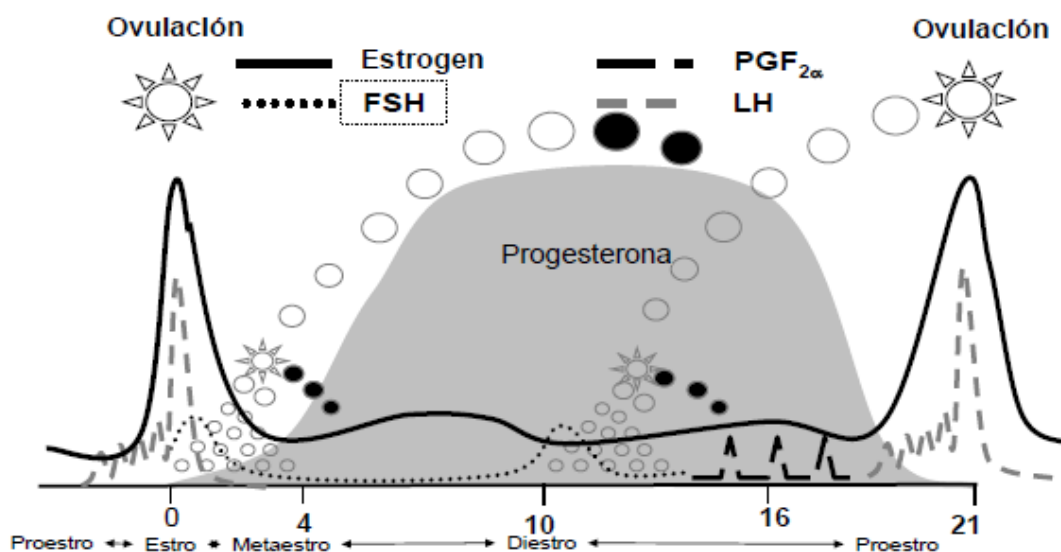 Ovulación
Ovulación
Estrogen
PGF2α
FSH
LH
Progesterona
0
4
10
16
21
Proestro
Estro
Metaestro
Diestro
Proestro